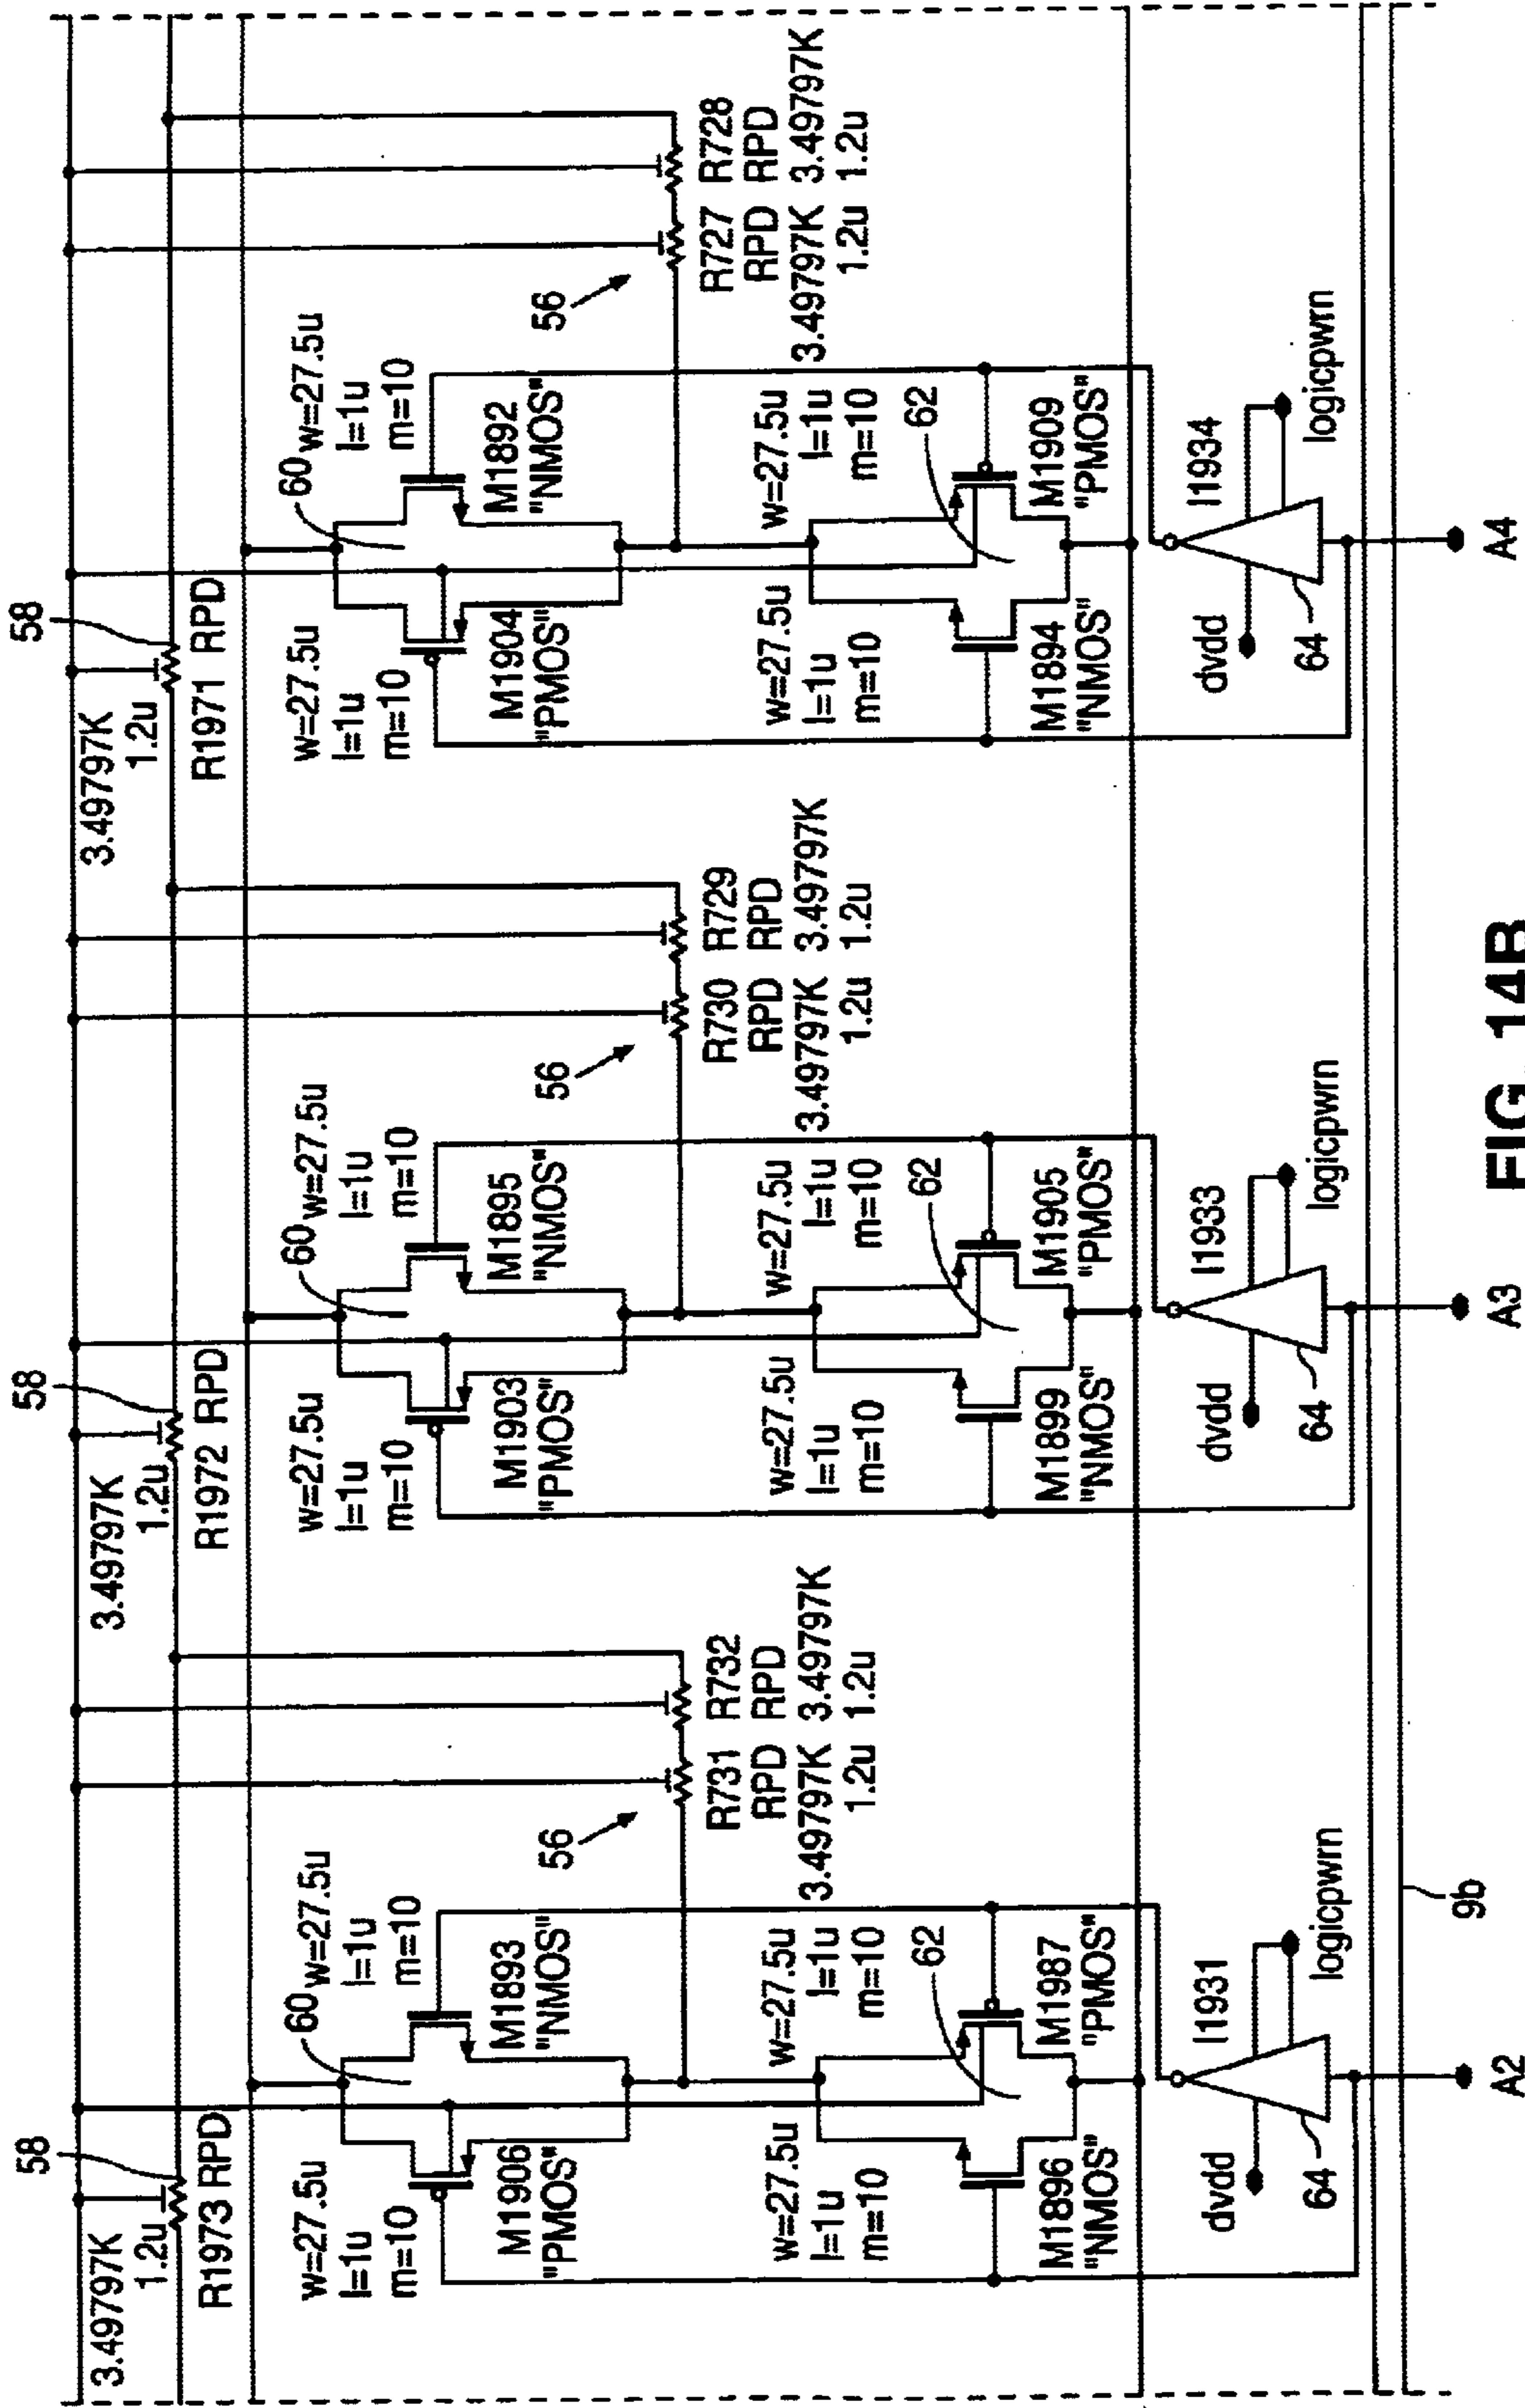 58
3.49797K
1.2u
R1973 RPD
58
3.49797K
1.2u
R1972 RPD
58
3.49797K
1.2u
R1971 RPD
w=27.5u
l=1u
m=10
M1906
"PMOS"
60
w=27.5u
l=1u
m=10
M1893
"NMOS"
56
R731
RPD
3.49797K
1.2u
R732
RPD
3.49797K
1.2u
w=27.5u
l=1u
m=10
M1896
"NMOS"
w=27.5u
l=1u
m=10
62
M1987
"PMOS"
dvdd
64
I1931
logicpwrn
A2
w=27.5u
l=1u
m=10
M1903
"PMOS"
60
w=27.5u
l=1u
m=10
M1895
"NMOS"
56
R730
RPD
3.49797K
1.2u
R729
RPD
3.49797K
1.2u
w=27.5u
l=1u
m=10
M1899
"NMOS"
w=27.5u
l=1u
m=10
62
M1905
"PMOS"
dvdd
64
I1933
logicpwrn
A3
w=27.5u
l=1u
m=10
M1904
"PMOS"
60
w=27.5u
l=1u
m=10
M1892
"NMOS"
56
R727
RPD
3.49797K
1.2u
R728
RPD
3.49797K
1.2u
w=27.5u
l=1u
m=10
M1894
"NMOS"
w=27.5u
l=1u
m=10
62
M1909
"PMOS"
dvdd
64
I1934
logicpwrn
A4
9b
FIG. 14B